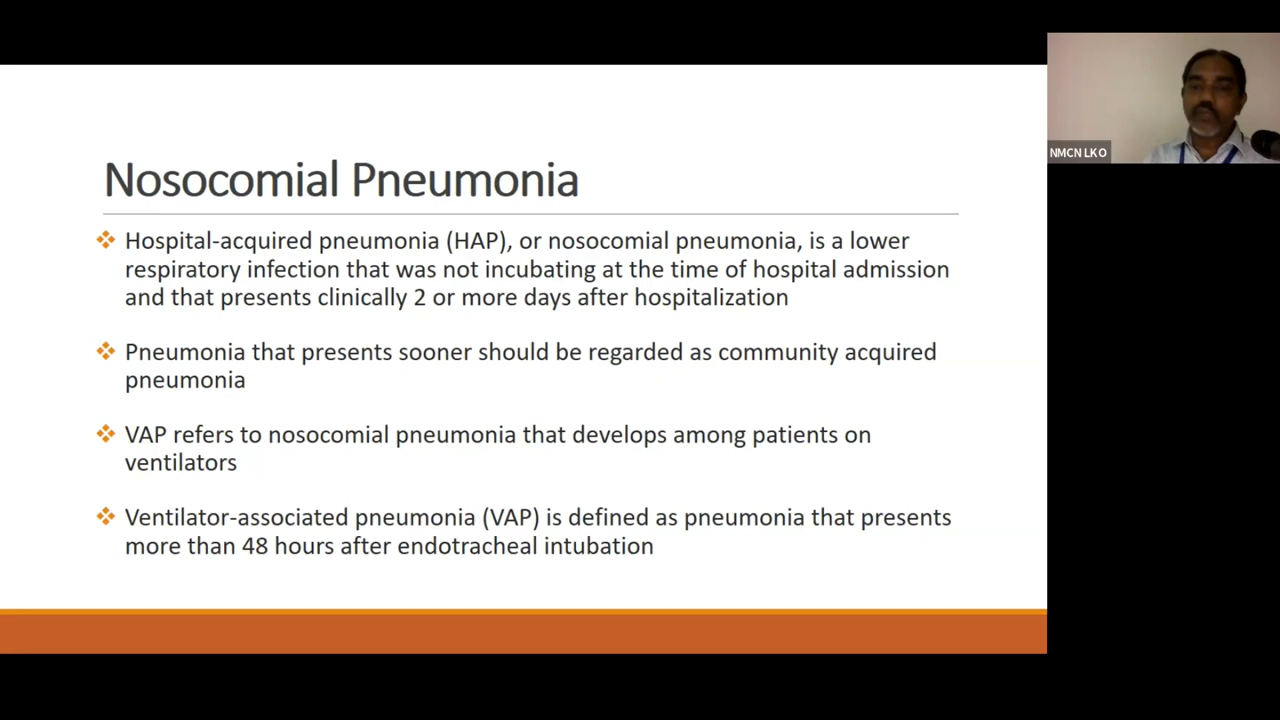 Nosocomial Pneumonia
Hospital-acquired pneumonia (HAP), or nosocomial pneumonia, is a lower
respiratory infection that was not incubating at the time of hospital admission
and that presents clinically 2 or more days after hospitalization
Pneumonia that presents sooner should be regarded as community acquired
pneumonia
VAP refers to nosocomial pneumonia that develops among patients on
ventilators
Ventilator-associated pneumonia (VAP) is defined as pneumonia that presents
more than 48 hours after endotracheal intubation
NMCN LKO